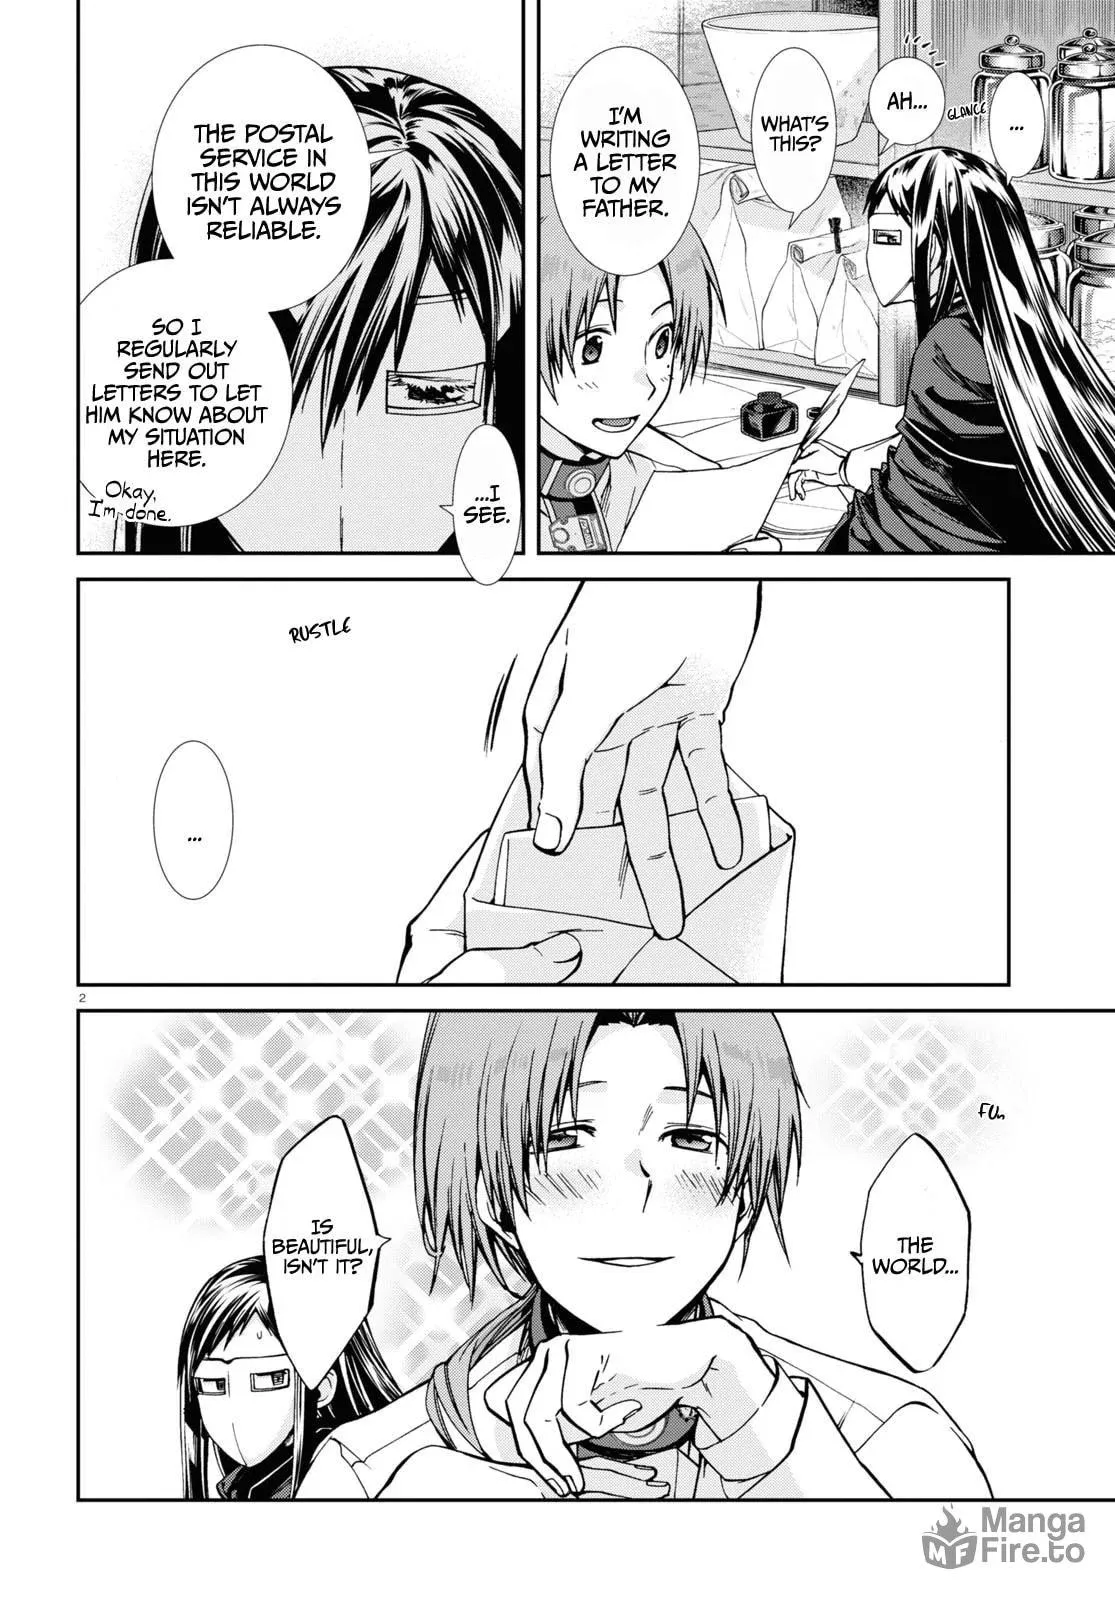 ...
GLANCE
AH...
WHAT'S
THIS?
I'M
WRITING
A LETTER
TO MY
FATHER.
THE POSTAL
SERVICE IN
THIS WORLD
ISN'T ALWAYS
RELIABLE.
SO I
REGULARLY
SEND OUT
LETTERS TO LET
HIM KNOW ABOUT
MY SITUATION
HERE.
Okay,
I'm done.
...I
SEE.
RUSTLE
...
2
FUn
THE
WORLD...
IS
BEAUTIFUL,
ISN'T IT?
MF
Manga
Fire.to